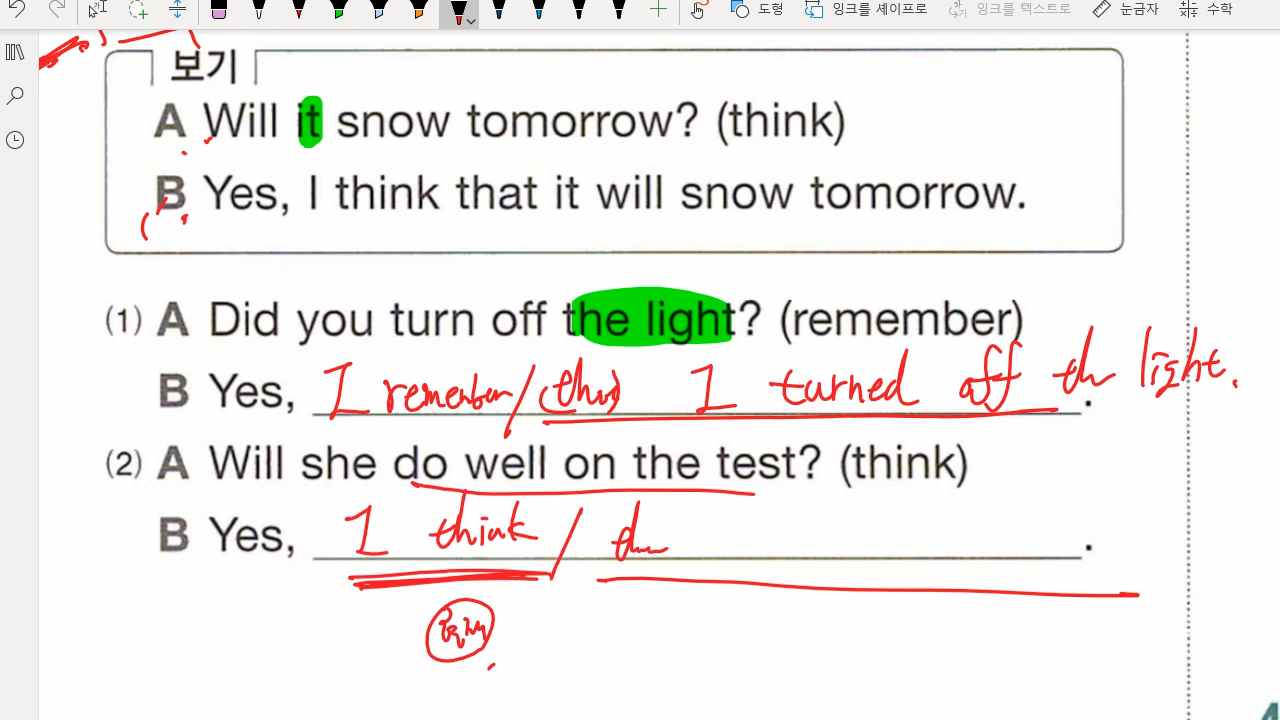 도형 잉크를 셰이프로 잉크를 텍스트로 눈금자 수학
보기
A Will it snow tomorrow? (think)
B Yes, I think that it will snow tomorrow.
(1) A Did you turn off the light? (remember)
B Yes, I remember / (that) I turned off the light.
(2) A Will she do well on the test? (think)
B Yes, I think / .